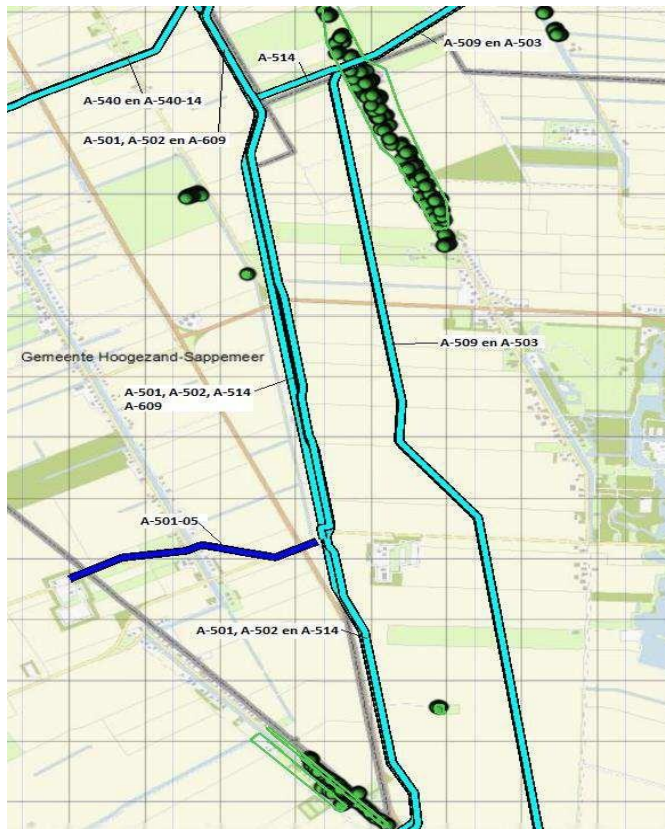 A-509 en A-503
A-514
A-540 en A-540-14
A-501, A-502 en A-609
A-509 en A-503
Gemeente Hoogezand-Sappemeer
A-501, A-502, A-514
A-609
A-501-05
A-501, A-502 en A-514